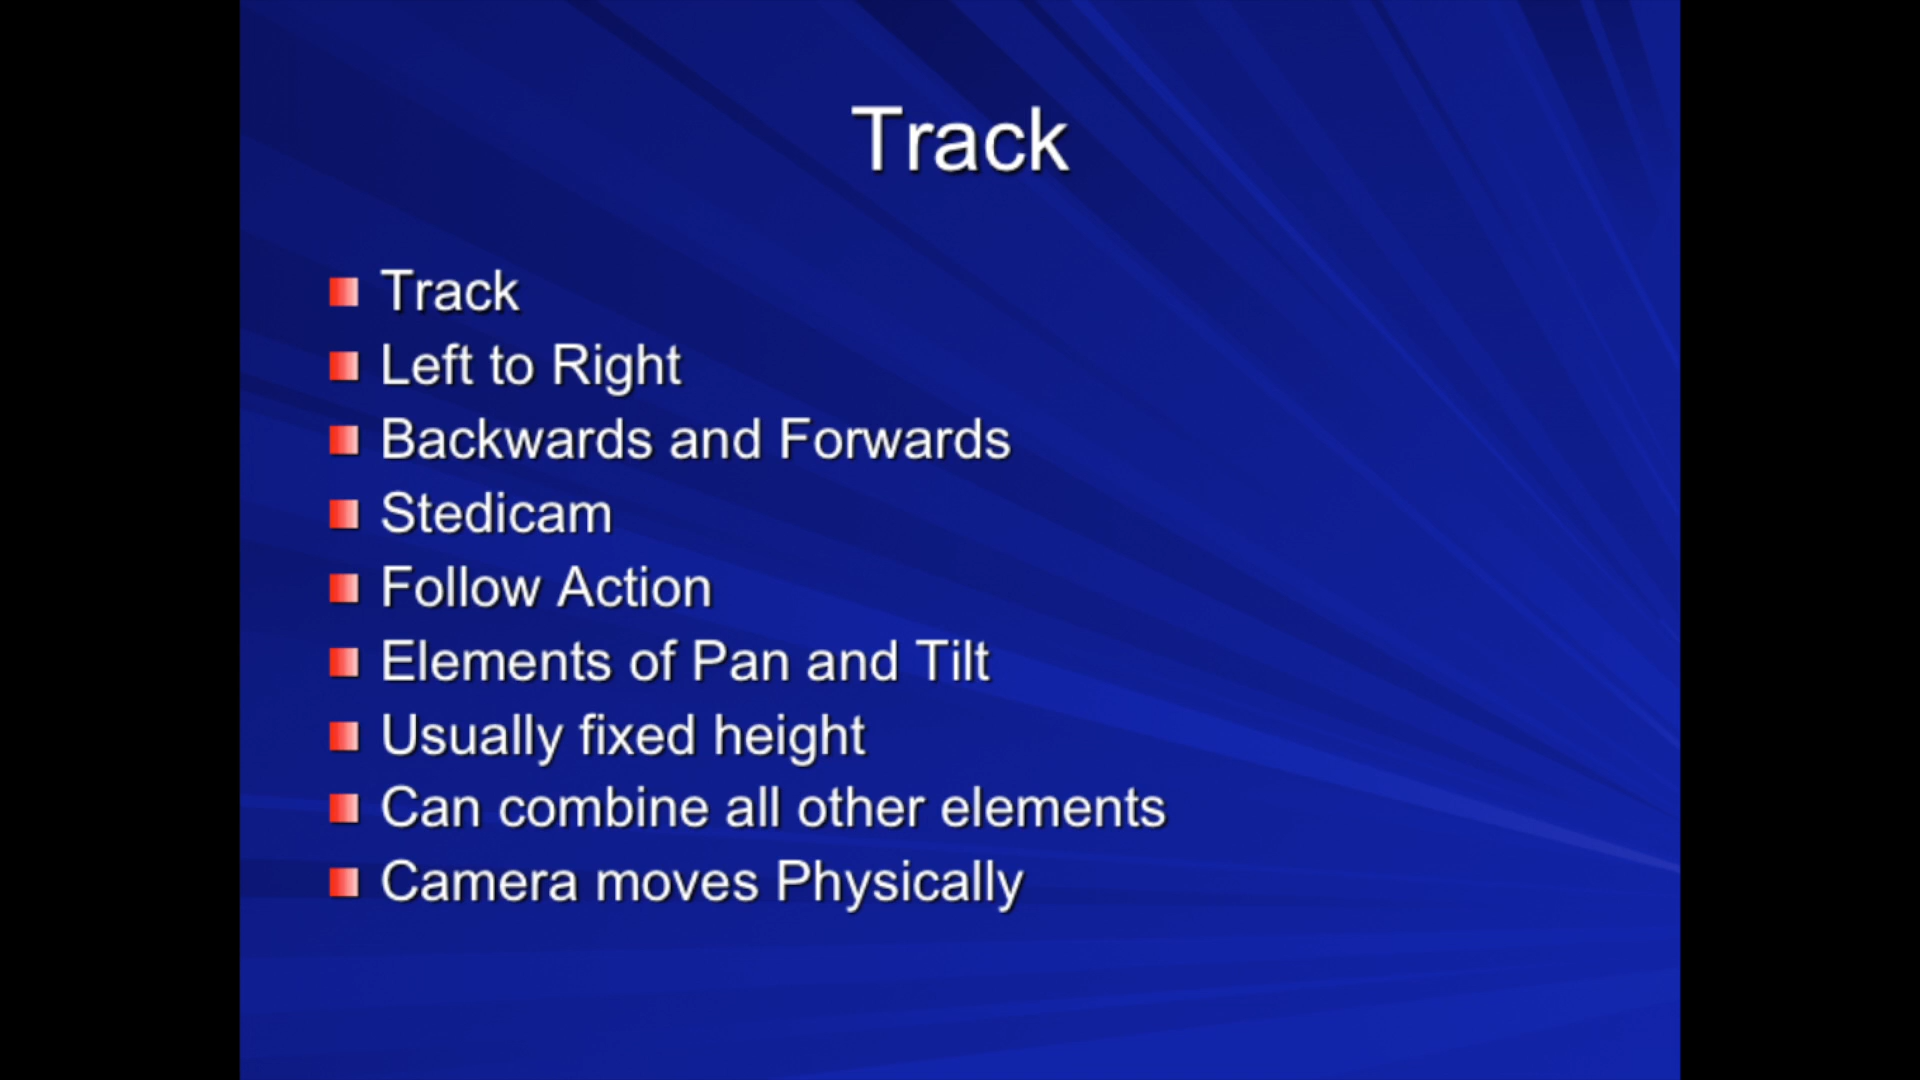 Track
Track
Left to Right
Backwards and Forwards
Stedicam
Follow Action
Elements of Pan and Tilt
Usually fixed height
Can combine all other elements
Camera moves Physically